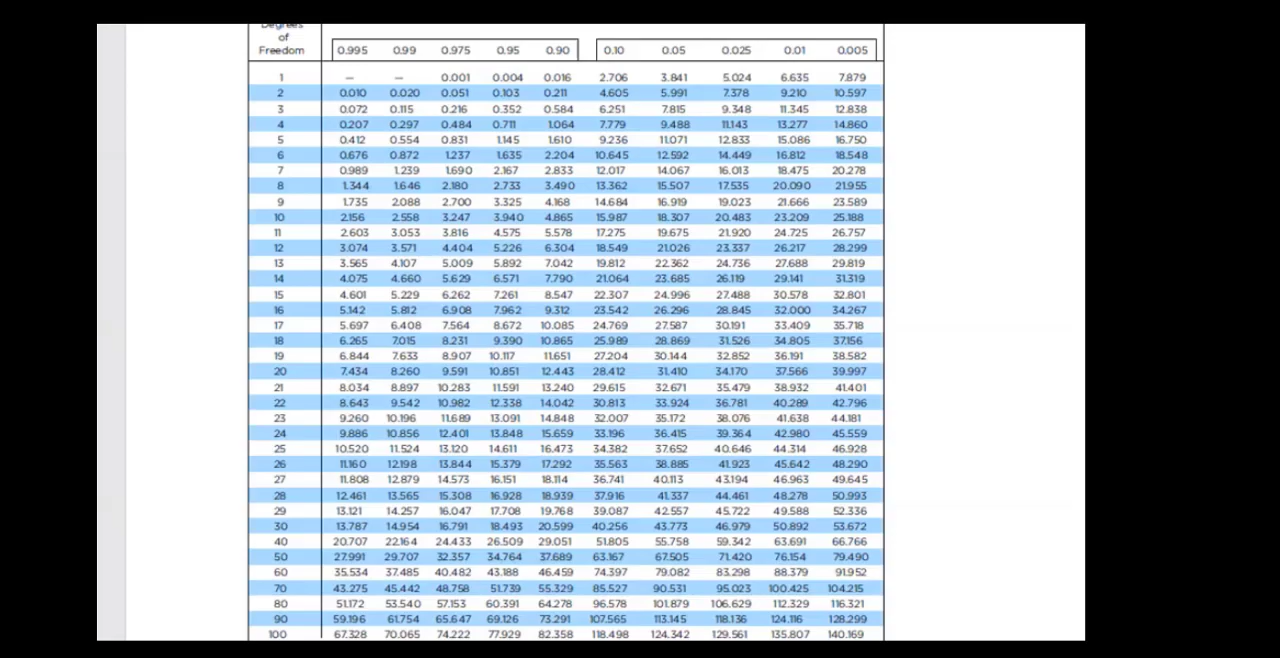 Degrees
of
Freedom 0.995 0.99 0.975 0.95 0.90 0.10 0.05 0.025 0.01 0.005
1 — — 0.001 0.004 0.016 2.706 3.841 5.024 6.635 7.879
2 0.010 0.020 0.051 0.103 0.211 4.605 5.991 7.378 9.210 10.597
3 0.072 0.115 0.216 0.352 0.584 6.251 7.815 9.348 11.345 12.838
4 0.207 0.297 0.484 0.711 1.064 7.779 9.488 11.143 13.277 14.860
5 0.412 0.554 0.831 1.145 1.610 9.236 11.071 12.833 15.086 16.750
6 0.676 0.872 1.237 1.635 2.204 10.645 12.592 14.449 16.812 18.548
7 0.989 1.239 1.690 2.167 2.833 12.017 14.067 16.013 18.475 20.278
8 1.344 1.646 2.180 2.733 3.490 13.362 15.507 17.535 20.090 21.955
9 1.735 2.088 2.700 3.325 4.168 14.684 16.919 19.023 21.666 23.589
10 2.156 2.558 3.247 3.940 4.865 15.987 18.307 20.483 23.209 25.188
11 2.603 3.053 3.816 4.575 5.578 17.275 19.675 21.920 24.725 26.757
12 3.074 3.571 4.404 5.226 6.304 18.549 21.026 23.337 26.217 28.299
13 3.565 4.107 5.009 5.892 7.042 19.812 22.362 24.736 27.688 29.819
14 4.075 4.660 5.629 6.571 7.790 21.064 23.685 26.119 29.141 31.319
15 4.601 5.229 6.262 7.261 8.547 22.307 24.996 27.488 30.578 32.801
16 5.142 5.812 6.908 7.962 9.312 23.542 26.296 28.845 32.000 34.267
17 5.697 6.408 7.564 8.672 10.085 24.769 27.587 30.191 33.409 35.718
18 6.265 7.015 8.231 9.390 10.865 25.989 28.869 31.526 34.805 37.156
19 6.844 7.633 8.907 10.117 11.651 27.204 30.144 32.852 36.191 38.582
20 7.434 8.260 9.591 10.851 12.443 28.412 31.410 34.170 37.566 39.997
21 8.034 8.897 10.283 11.591 13.240 29.615 32.671 35.479 38.932 41.401
22 8.643 9.542 10.982 12.338 14.042 30.813 33.924 36.781 40.289 42.796
23 9.260 10.196 11.689 13.091 14.848 32.007 35.172 38.076 41.638 44.181
24 9.886 10.856 12.401 13.848 15.659 33.196 36.415 39.364 42.980 45.559
25 10.520 11.524 13.120 14.611 16.473 34.382 37.652 40.646 44.314 46.928
26 11.160 12.198 13.844 15.379 17.292 35.563 38.885 41.923 45.642 48.290
27 11.808 12.879 14.573 16.151 18.114 36.741 40.113 43.194 46.963 49.645
28 12.461 13.565 15.308 16.928 18.939 37.916 41.337 44.461 48.278 50.993
29 13.121 14.257 16.047 17.708 19.768 39.087 42.557 45.722 49.588 52.336
30 13.787 14.954 16.791 18.493 20.599 40.256 43.773 46.979 50.892 53.672
40 20.707 22.164 24.433 26.509 29.051 51.805 55.758 59.342 63.691 66.766
50 27.991 29.707 32.357 34.764 37.689 63.167 67.505 71.420 76.154 79.490
60 35.534 37.485 40.482 43.188 46.459 74.397 79.082 83.298 88.379 91.952
70 43.275 45.442 48.758 51.739 55.329 85.527 90.531 95.023 100.425 104.215
80 51.172 53.540 57.153 60.391 64.278 96.578 101.879 106.629 112.329 116.321
90 59.196 61.754 65.647 69.126 73.291 107.565 113.145 118.136 124.116 128.299
100 67.328 70.065 74.222 77.929 82.358 118.498 124.342 129.561 135.807 140.169